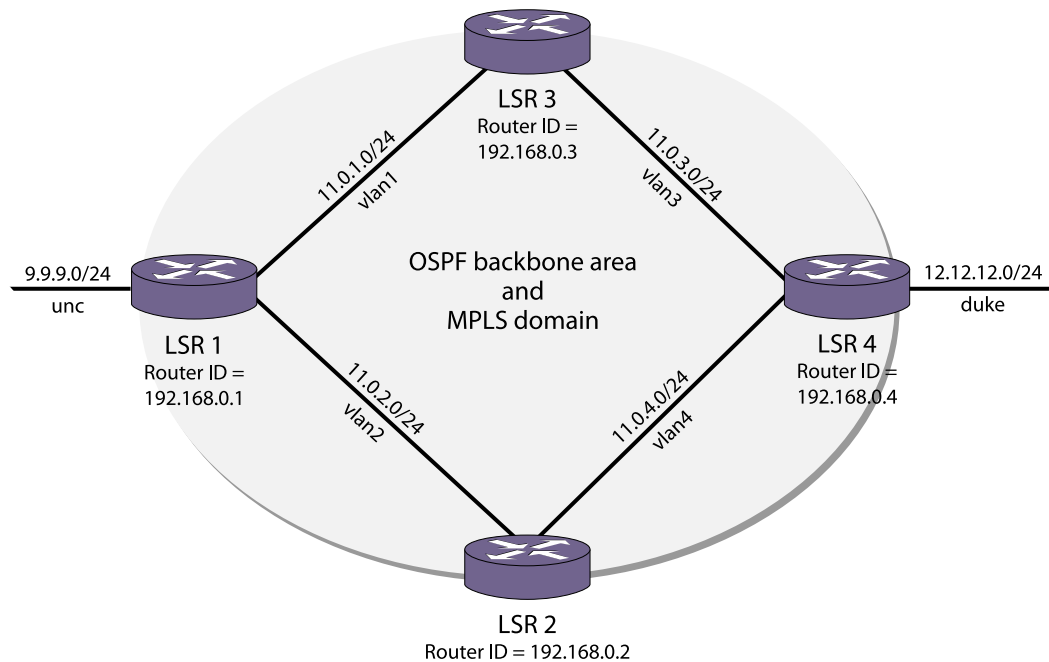 LSR 3
Router ID =
192.168.0.3
11.0.1.0/24
vlan1
11.0.3.0/24
vlan3
OSPF backbone area
and
MPLS domain
9.9.9.0/24
unc
12.12.12.0/24
duke
LSR 1
Router ID =
192.168.0.1
LSR 4
Router ID =
192.168.0.4
11.0.2.0/24
vlan2
11.0.4.0/24
vlan4
LSR 2
Router ID = 192.168.0.2